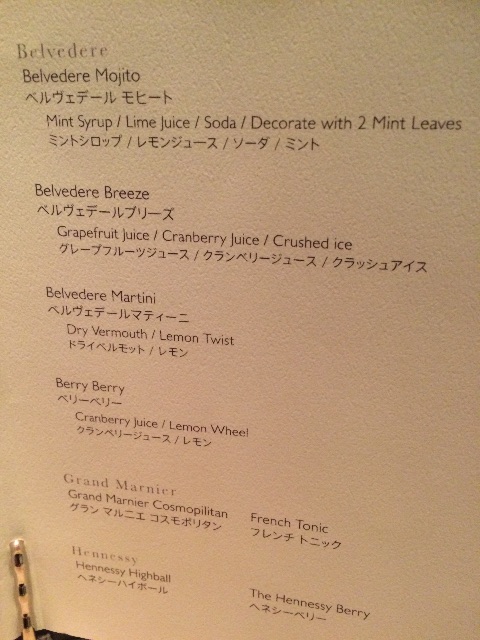 Belvedere
Belvedere Mojito
ベルヴェデール モヒート
Mint Syrup / Lime Juice / Soda / Decorate with 2 Mint Leaves
ミントシロップ / レモンジュース / ソーダ / ミント
Belvedere Breeze
ベルヴェデールブリーズ
Grapefruit Juice / Cranberry Juice / Crushed ice
グレープフルーツジュース / クランベリージュース / クラッシュアイス
Belvedere Martini
ベルヴェデールマティーニ
Dry Vermouth / Lemon Twist
ドライベルモット / レモン
Berry Berry
ベリーベリー
Cranberry Juice / Lemon Wheel
クランベリージュース / レモン
Grand Marnier
Grand Marnier Cosmopilitan
グラン マルニエ コスモポリタン
French Tonic
フレンチ トニック
Hennessy
Hennessy Highball
ヘネシーハイボール
The Hennessy Berry
ヘネシーベリー